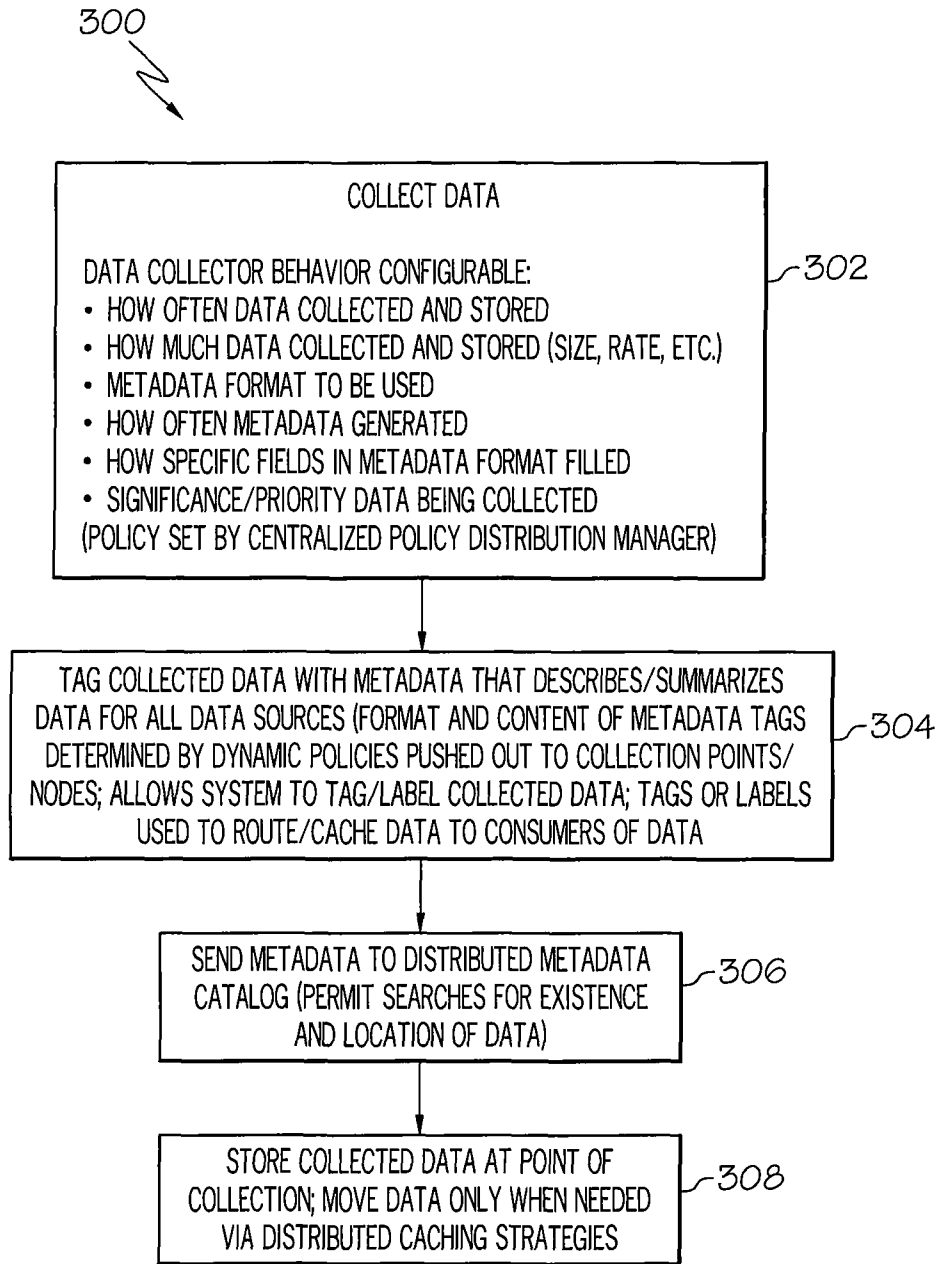 300
COLLECT DATA
DATA COLLECTOR BEHAVIOR CONFIGURABLE:
• HOW OFTEN DATA COLLECTED AND STORED
• HOW MUCH DATA COLLECTED AND STORED (SIZE, RATE, ETC.)
• METADATA FORMAT TO BE USED
• HOW OFTEN METADATA GENERATED
• HOW SPECIFIC FIELDS IN METADATA FORMAT FILLED
• SIGNIFICANCE/PRIORITY DATA BEING COLLECTED
(POLICY SET BY CENTRALIZED POLICY DISTRIBUTION MANAGER)
302
TAG COLLECTED DATA WITH METADATA THAT DESCRIBES/SUMMARIZES
DATA FOR ALL DATA SOURCES (FORMAT AND CONTENT OF METADATA TAGS
DETERMINED BY DYNAMIC POLICIES PUSHED OUT TO COLLECTION POINTS/
NODES; ALLOWS SYSTEM TO TAG/LABEL COLLECTED DATA; TAGS OR LABELS
USED TO ROUTE/CACHE DATA TO CONSUMERS OF DATA
304
SEND METADATA TO DISTRIBUTED METADATA
CATALOG (PERMIT SEARCHES FOR EXISTENCE
AND LOCATION OF DATA)
306
STORE COLLECTED DATA AT POINT OF
COLLECTION; MOVE DATA ONLY WHEN NEEDED
VIA DISTRIBUTED CACHING STRATEGIES
308